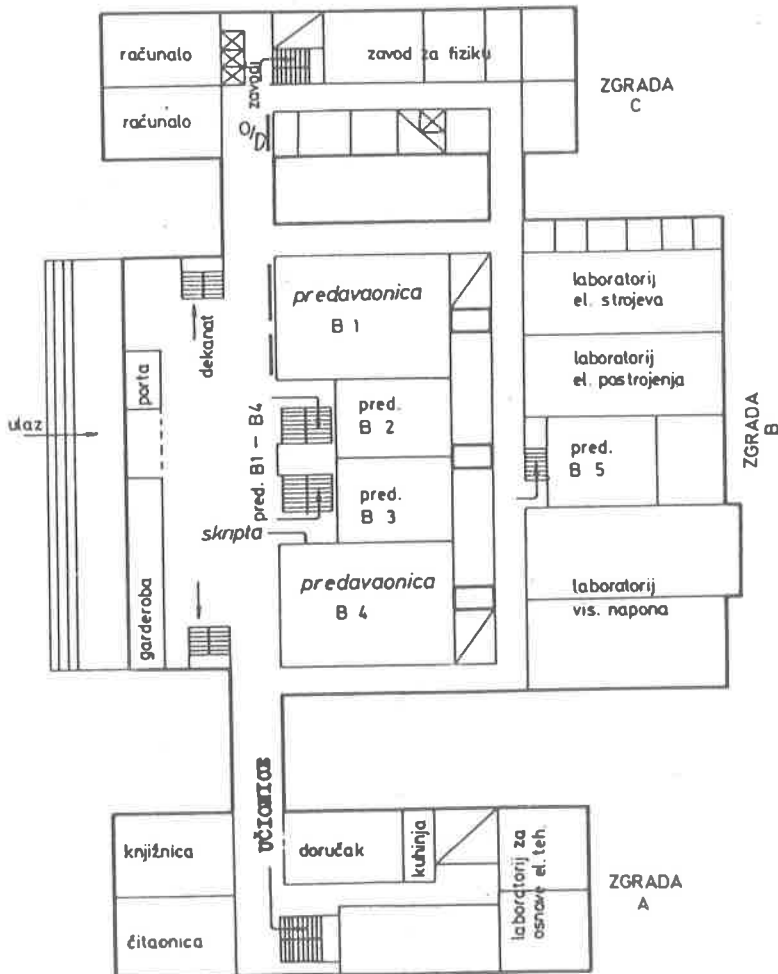 računalo
zavodi
zavod za fiziku
ZGRADA
C
računalo
O/D
predavaonica
B 1
laboratorij
el. strojeva
dekanat
porta
laboratorij
el. postrojenja
ulaz
pred. B1 - B4
pred.
B 2
pred.
B 3
pred.
B 5
ZGRADA
B
skripta
predavaonica
B 4
garderoba
laboratorij
vis. napona
UČIONICE
knjižnica
doručak
kuhinja
laboratorij za
osnove el. teh.
ZGRADA
A
čitaonica